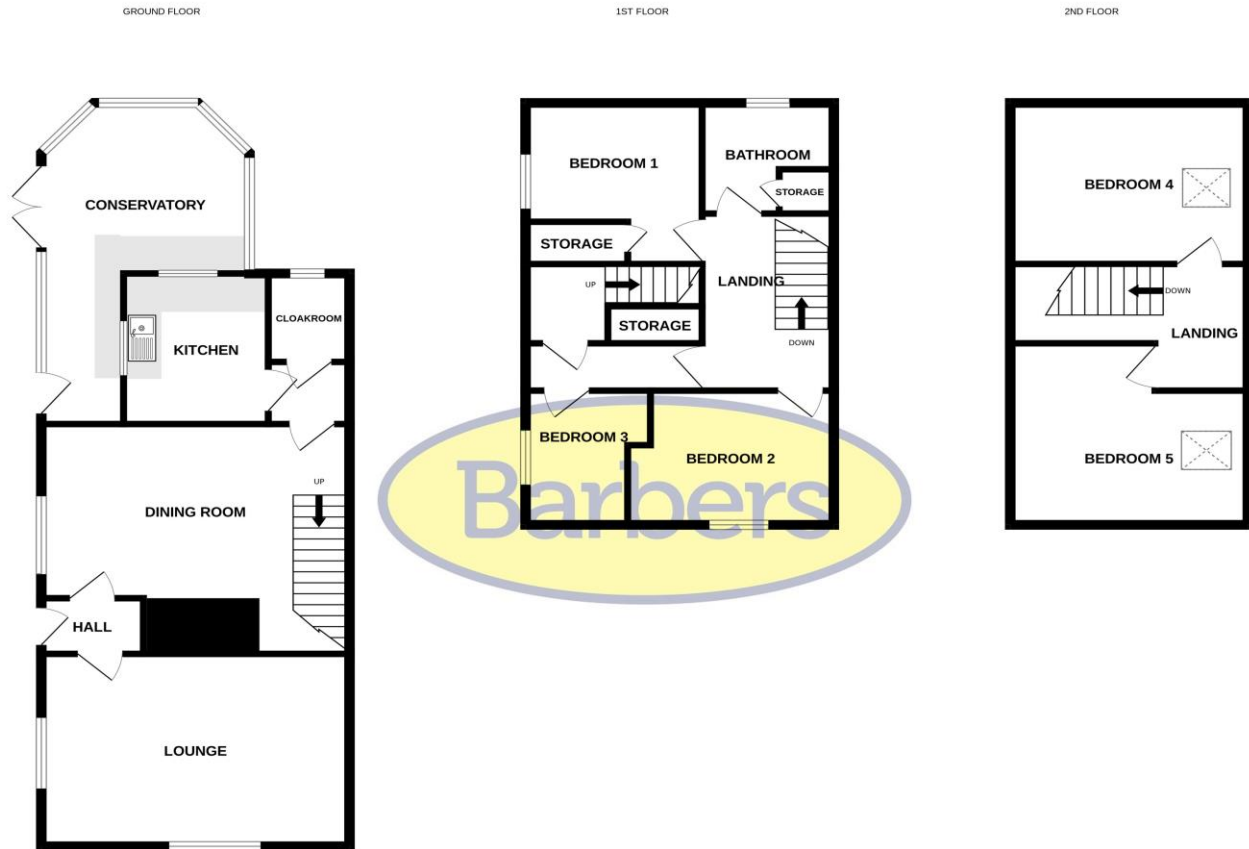 GROUND FLOOR
CONSERVATORY
CLOAKROOM
KITCHEN
UP
DINING ROOM
HALL
LOUNGE
1ST FLOOR
BEDROOM 1
BATHROOM
STORAGE
STORAGE
UP
LANDING
STORAGE
DOWN
BEDROOM 3
BEDROOM 2
Barbers
2ND FLOOR
BEDROOM 4
DOWN
LANDING
BEDROOM 5